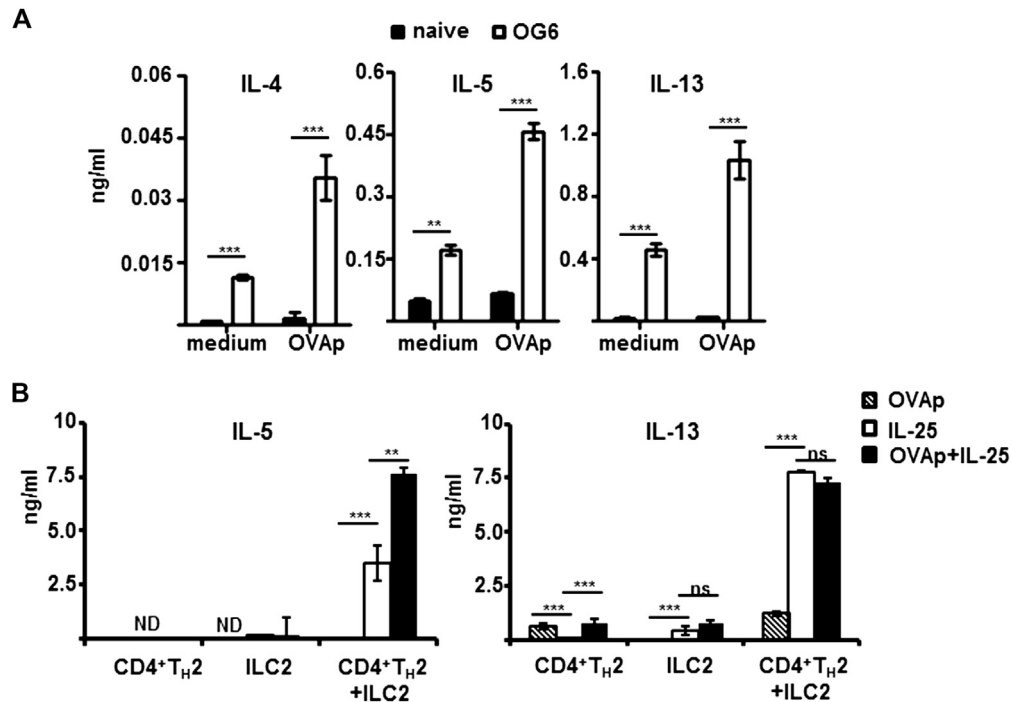 A
naive OG6
IL-4 IL-5 IL-13
ng/ml
0.06
0.045
0.03
0.015
*** ***
medium OVAp
0.6
0.45
0.3
0.15
** ***
medium OVAp
1.6
1.2
0.8
0.4
*** ***
medium OVAp
B
IL-5
ng/ml
10
7.5
5.0
2.5
ND ND *** **
CD4⁺TH2 ILC2 CD4⁺TH2
+ILC2
IL-13
ng/ml
10
7.5
5.0
2.5
*** *** *** ns *** ns
CD4⁺TH2 ILC2 CD4⁺TH2
+ILC2
OVAp
IL-25
OVAp+IL-25